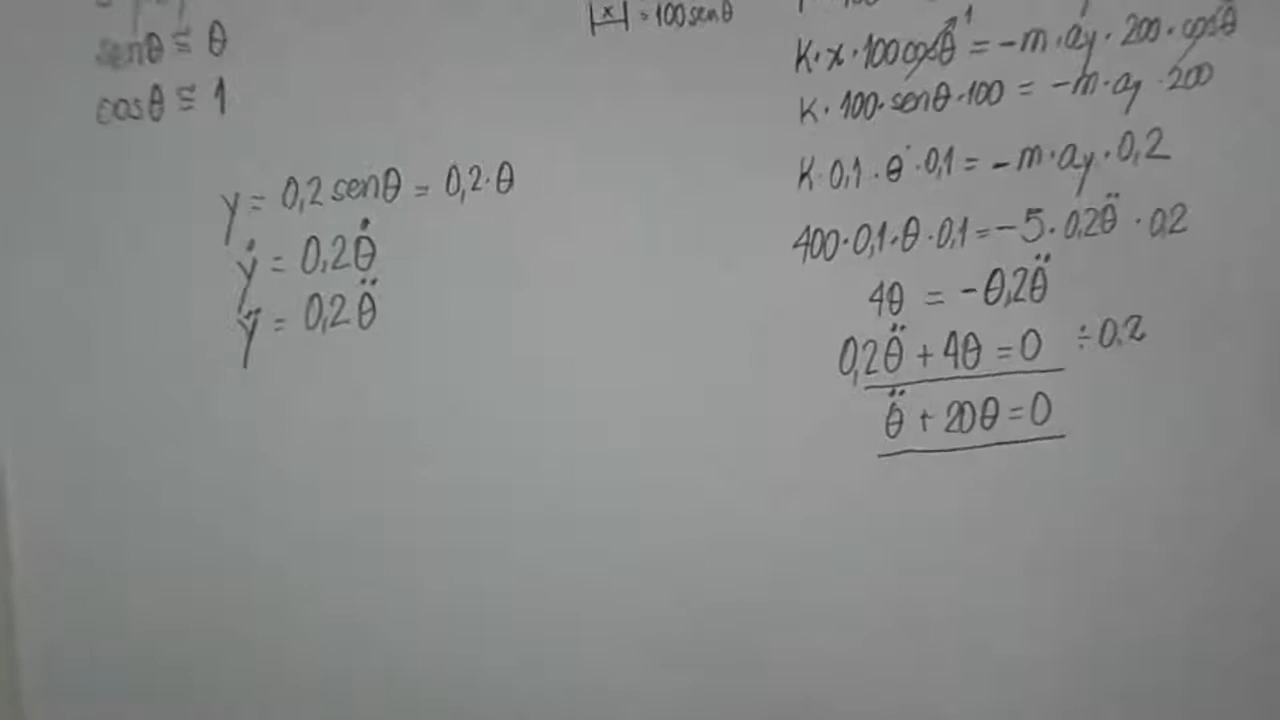 senθ ≅ θ
cosθ ≅ 1
y = 0,2 senθ = 0,2·θ
ẏ = 0,2θ̇
ÿ = 0,2θ̈
|x| = 100 senθ
K·x·100 cosθ¹ = -m·ay·200·cosθ
K·100·senθ·100 = -m·ay·200
K·0,1·θ·0,1 = -m·ay·0,2
400·0,1·θ·0,1 = -5·0,2θ̈·0,2
4θ = -0,2θ̈
0,2θ̈ + 4θ = 0 ÷0.2
θ̈ + 20θ = 0